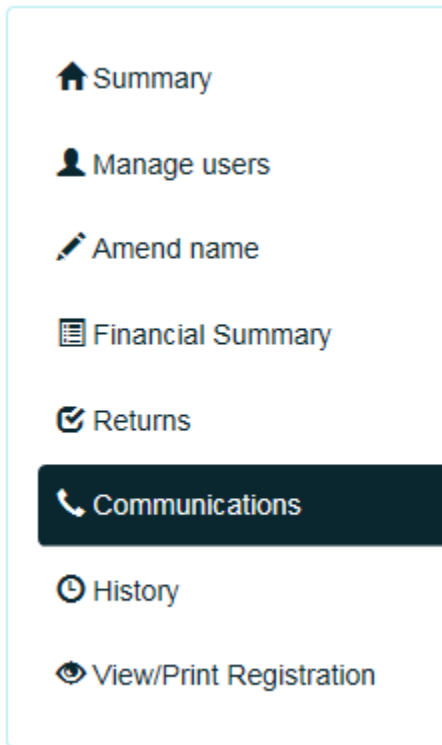 Summary
Manage users
Amend name
Financial Summary
Returns
Communications
History
View/Print Registration